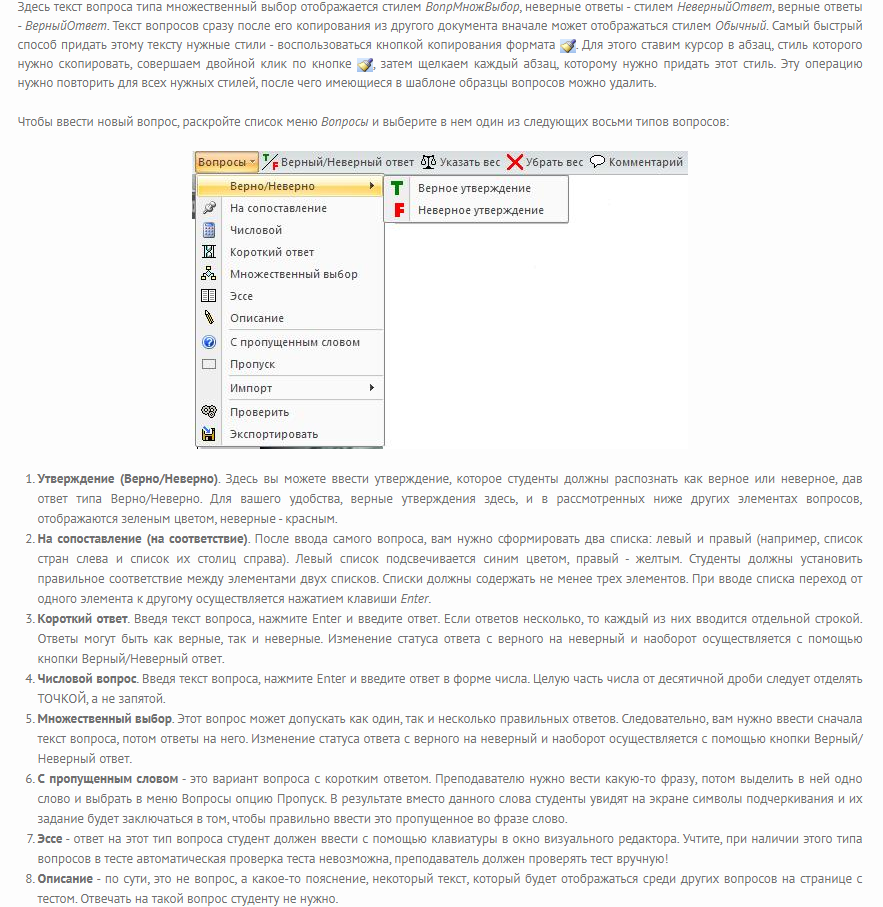 Здесь текст вопроса типа множественный выбор отображается стилем ВопрМножВыбор, неверные ответы - стилем НеверныйОтвет, верные ответы
- ВерныйОтвет. Текст вопросов сразу после его копирования из другого документа вначале может отображаться стилем Обычный. Самый быстрый
способ придать этому тексту нужные стили - воспользоваться кнопкой копирования формата . Для этого ставим курсор в абзац, стиль которого
нужно скопировать, совершаем двойной клик по кнопке , затем щелкаем каждый абзац, которому нужно придать этот стиль. Эту операцию
нужно повторить для всех нужных стилей, после чего имеющиеся в шаблоне образцы вопросов можно удалить.
Чтобы ввести новый вопрос, раскройте список меню Вопросы и выберите в нем один из следующих восьми типов вопросов:
Вопросы T/F Верный/Неверный ответ Указать вес Убрать вес Комментарий
Верно/Неверно
T Верное утверждение
F Неверное утверждение
На сопоставление
Числовой
Короткий ответ
Множественный выбор
Эссе
Описание
С пропущенным словом
Пропуск
Импорт
Проверить
Экспортировать
1. Утверждение (Верно/Неверно). Здесь вы можете ввести утверждение, которое студенты должны распознать как верное или неверное, дав
ответ типа Верно/Неверно. Для вашего удобства, верные утверждения здесь, и в рассмотренных ниже других элементах вопросов,
отображаются зеленым цветом, неверные - красным.
2. На сопоставление (на соответствие). После ввода самого вопроса, вам нужно сформировать два списка: левый и правый (например, список
стран слева и список их столиц справа). Левый список подсвечивается синим цветом, правый - желтым. Студенты должны установить
правильное соответствие между элементами двух списков. Списки должны содержать не менее трех элементов. При вводе списка переход от
одного элемента к другому осуществляется нажатием клавиши Enter.
3. Короткий ответ. Введя текст вопроса, нажмите Enter и введите ответ. Если ответов несколько, то каждый из них вводится отдельной строкой.
Ответы могут быть как верные, так и неверные. Изменение статуса ответа с верного на неверный и наоборот осуществляется с помощью
кнопки Верный/Неверный ответ.
4. Числовой вопрос. Введя текст вопроса, нажмите Enter и введите ответ в форме числа. Целую часть числа от десятичной дроби следует отделять
ТОЧКОЙ, а не запятой.
5. Множественный выбор. Этот вопрос может допускать как один, так и несколько правильных ответов. Следовательно, вам нужно ввести сначала
текст вопроса, потом ответы на него. Изменение статуса ответа с верного на неверный и наоборот осуществляется с помощью кнопки Верный/
Неверный ответ.
6. С пропущенным словом - это вариант вопроса с коротким ответом. Преподавателю нужно вести какую-то фразу, потом выделить в ней одно
слово и выбрать в меню Вопросы опцию Пропуск. В результате вместо данного слова студенты увидят на экране символы подчеркивания и их
задание будет заключаться в том, чтобы правильно ввести это пропущенное во фразе слово.
7. Эссе - ответ на этот тип вопроса студент должен ввести с помощью клавиатуры в окно визуального редактора. Учтите, при наличии этого типа
вопросов в тесте автоматическая проверка теста невозможна, преподаватель должен проверять тест вручную!
8. Описание - по сути, это не вопрос, а какое-то пояснение, некоторый текст, который будет отображаться среди других вопросов на странице с
тестом. Отвечать на такой вопрос студенту не нужно.